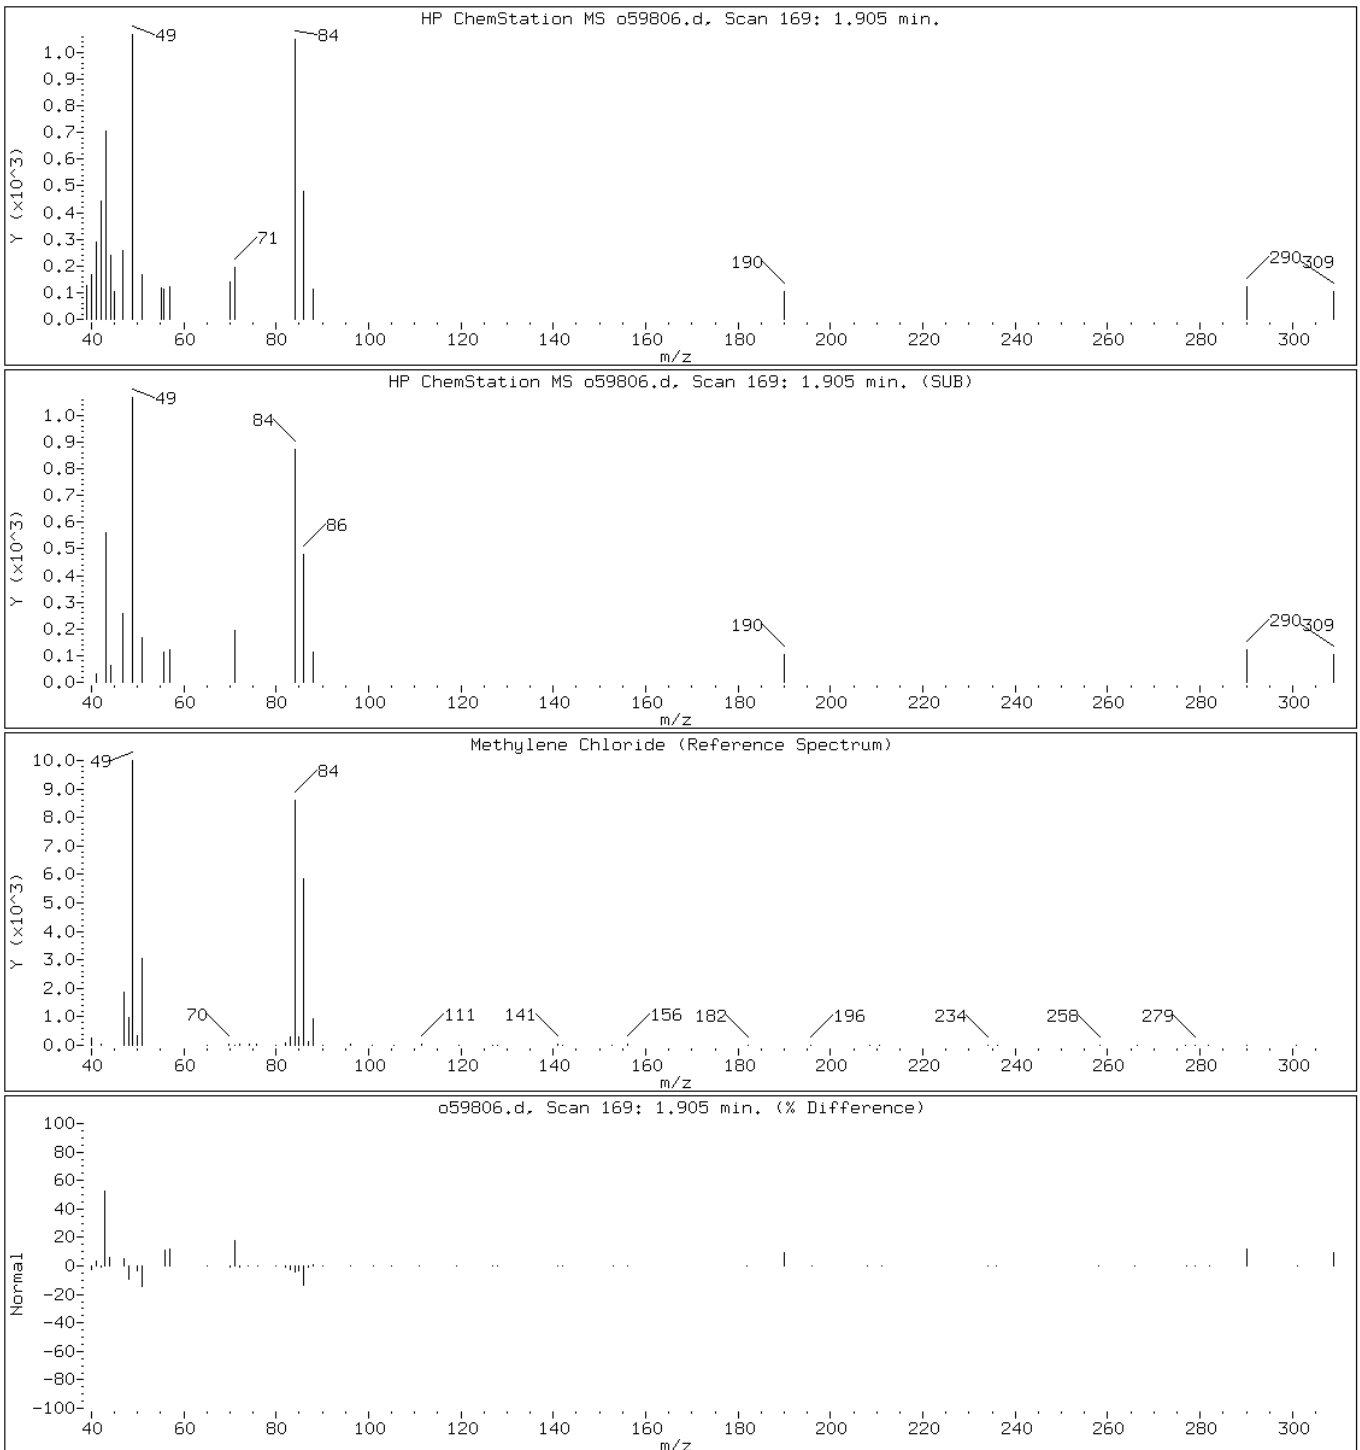 HP ChemStation MS o59806.d, Scan 169: 1.905 min.
49 84
1.0
0.9
0.8
0.7
0.6
0.5
0.4
0.3
0.2
0.1
0.0
Y (x10^3)
71
190 290 309
40 60 80 100 120 140 160 180 200 220 240 260 280 300
m/z
HP ChemStation MS o59806.d, Scan 169: 1.905 min. (SUB)
49
84
86
1.0
0.9
0.8
0.7
0.6
0.5
0.4
0.3
0.2
0.1
0.0
Y (x10^3)
190 290 309
40 60 80 100 120 140 160 180 200 220 240 260 280 300
m/z
Methylene Chloride (Reference Spectrum)
49 84
10.0
9.0
8.0
7.0
6.0
5.0
4.0
3.0
2.0
1.0
0.0
Y (x10^3)
70 111 141 156 182 196 234 258 279
40 60 80 100 120 140 160 180 200 220 240 260 280 300
m/z
o59806.d, Scan 169: 1.905 min. (% Difference)
100
80
60
40
20
0
-20
-40
-60
-80
-100
Normal
40 60 80 100 120 140 160 180 200 220 240 260 280 300
m/z